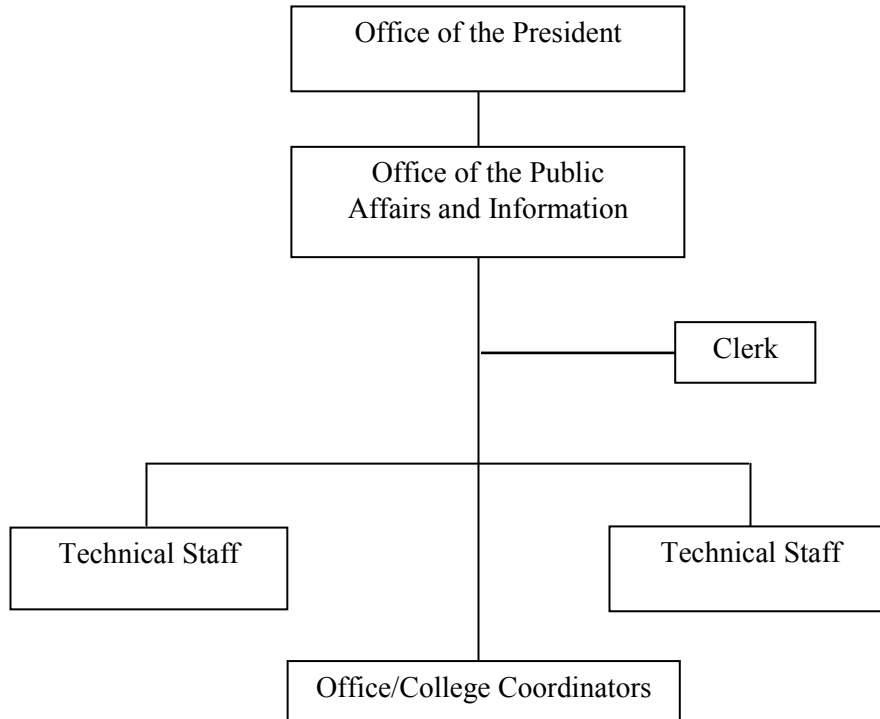 Office of the President
Office of the Public
Affairs and Information
Clerk
Technical Staff
Technical Staff
Office/College Coordinators